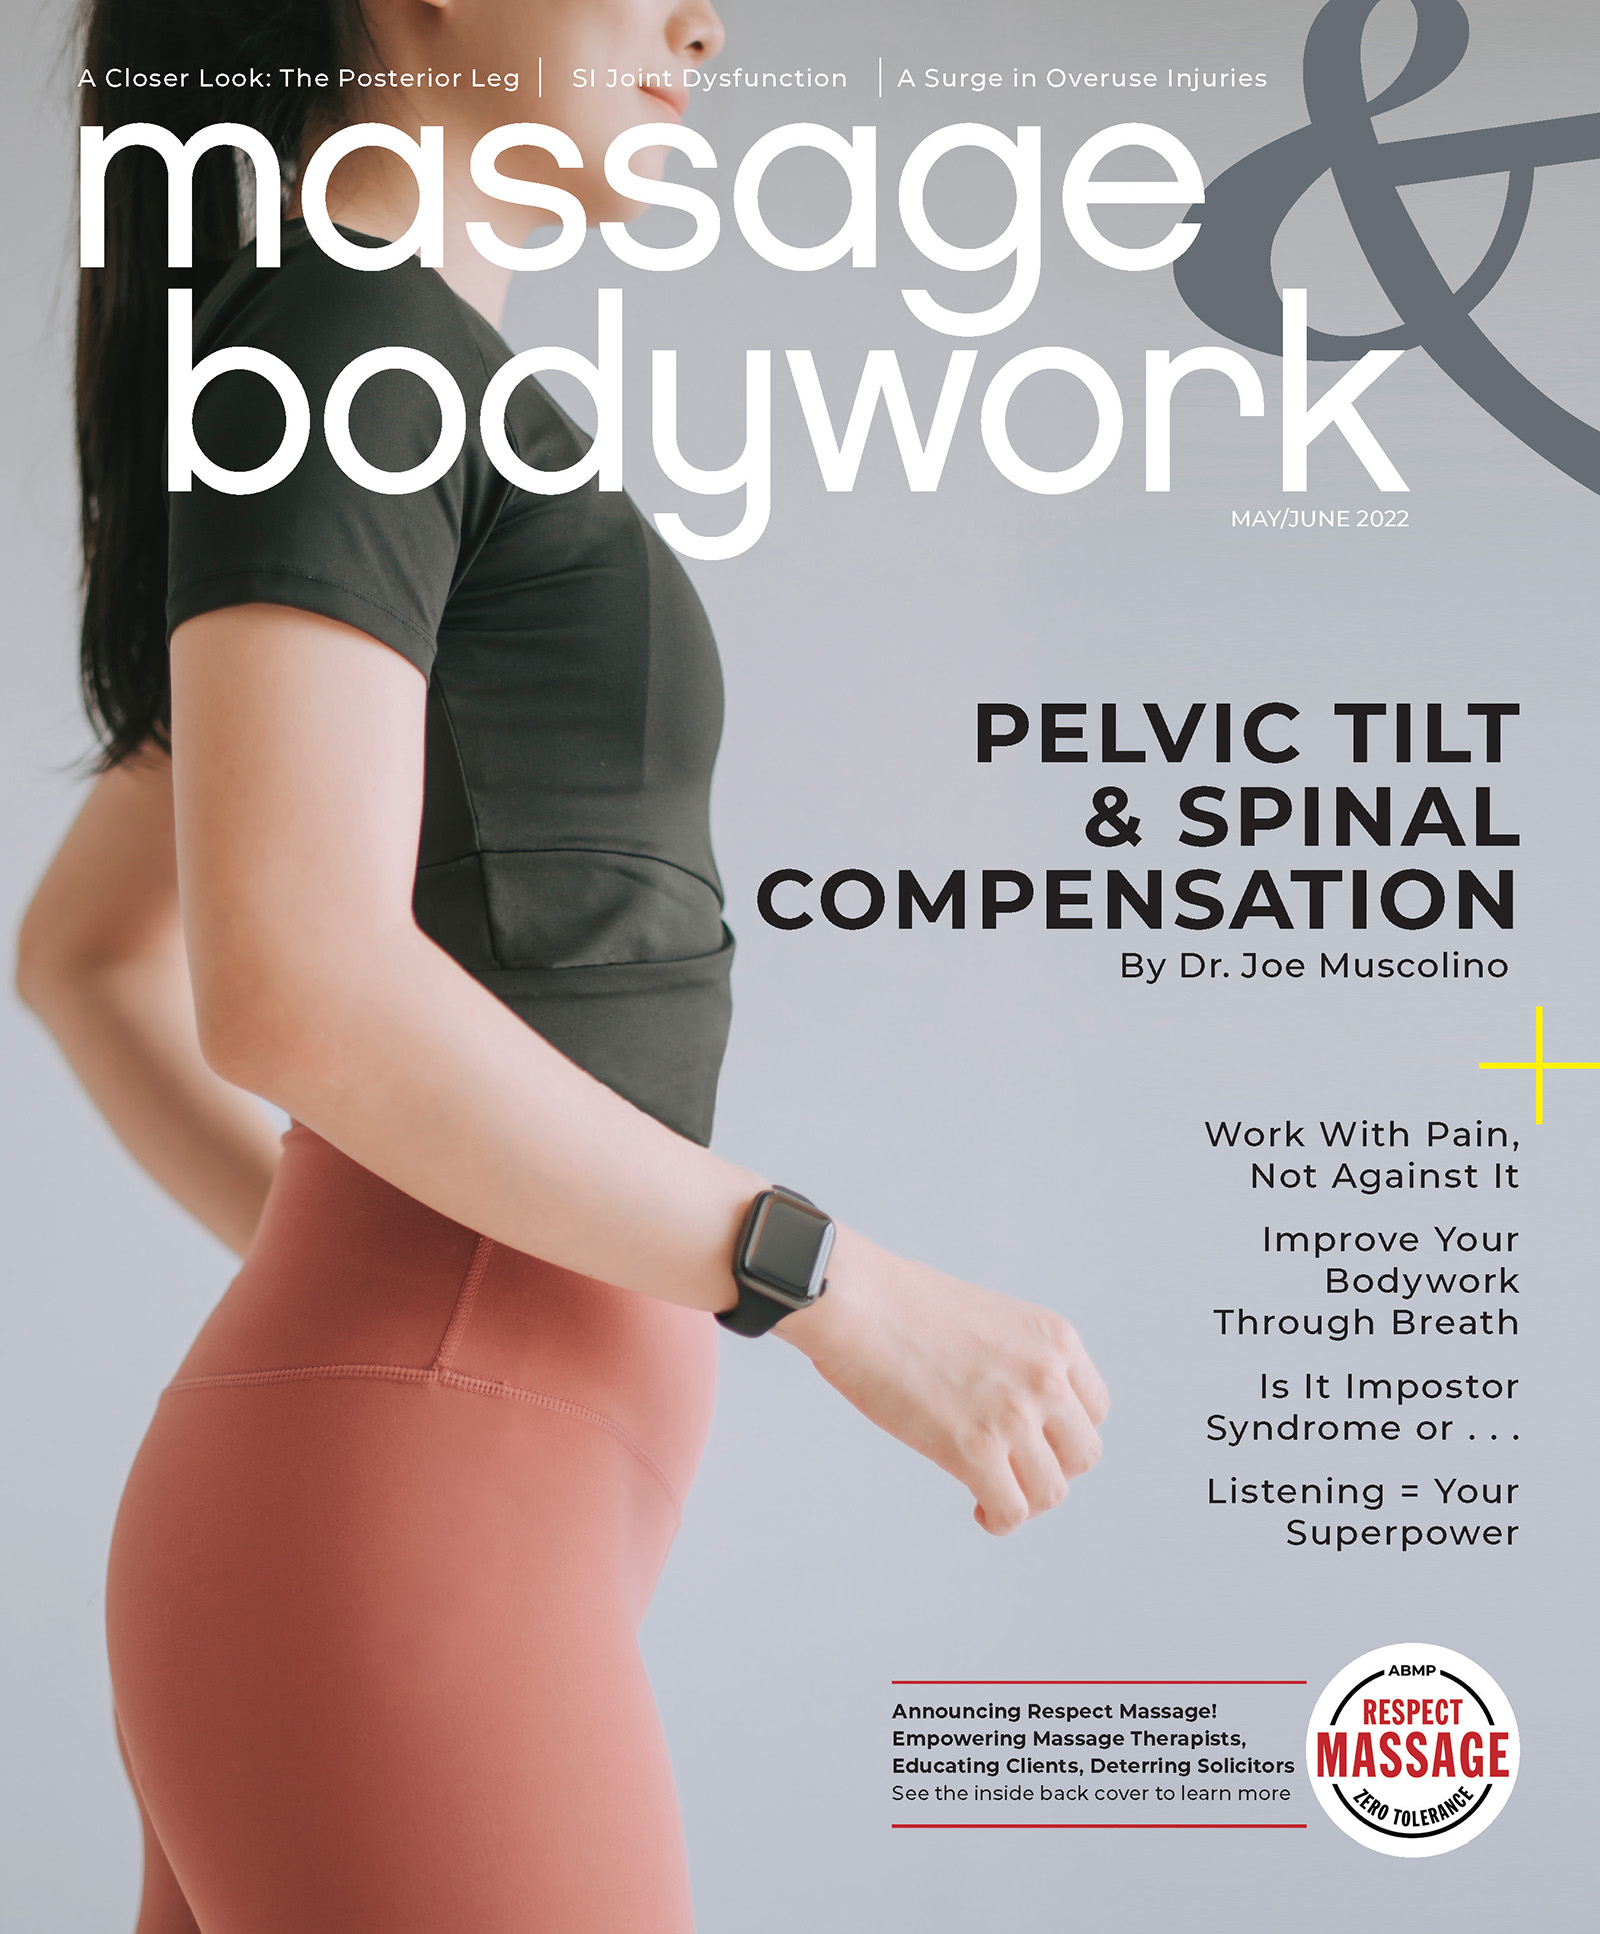 A Closer Look: The Posterior Leg | SI Joint Dysfunction | A Surge in Overuse Injuries
massage &
bodywork
MAY/JUNE 2022
PELVIC TILT
& SPINAL
COMPENSATION
By Dr. Joe Muscolino
Work With Pain,
Not Against It
Improve Your
Bodywork
Through Breath
Is It Impostor
Syndrome or . . .
Listening = Your
Superpower
Announcing Respect Massage!
Empowering Massage Therapists,
Educating Clients, Deterring Solicitors
See the inside back cover to learn more
ABMP
RESPECT
MASSAGE
ZERO TOLERANCE